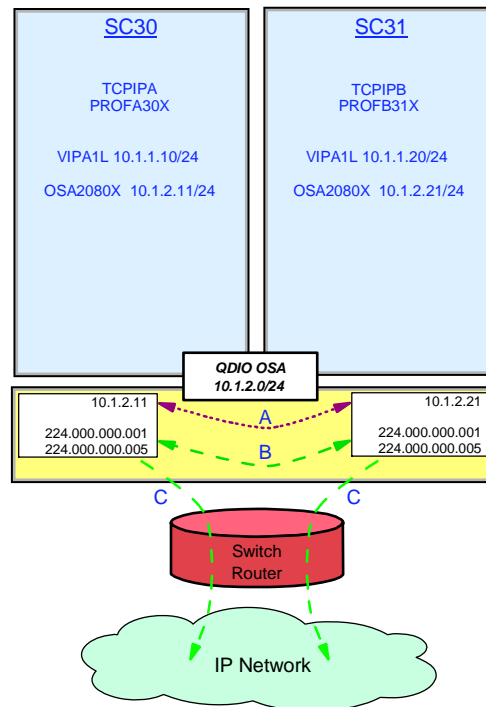 SC30
TCPIPA
PROFA30X
VIPA1L 10.1.1.10/24
OSA2080X 10.1.2.11/24
SC31
TCPIPB
PROFB31X
VIPA1L 10.1.1.20/24
OSA2080X 10.1.2.21/24
QDIO OSA
10.1.2.0/24
10.1.2.11
224.000.000.001
224.000.000.005
A
B
10.1.2.21
224.000.000.001
224.000.000.005
C
C
Switch
Router
IP Network